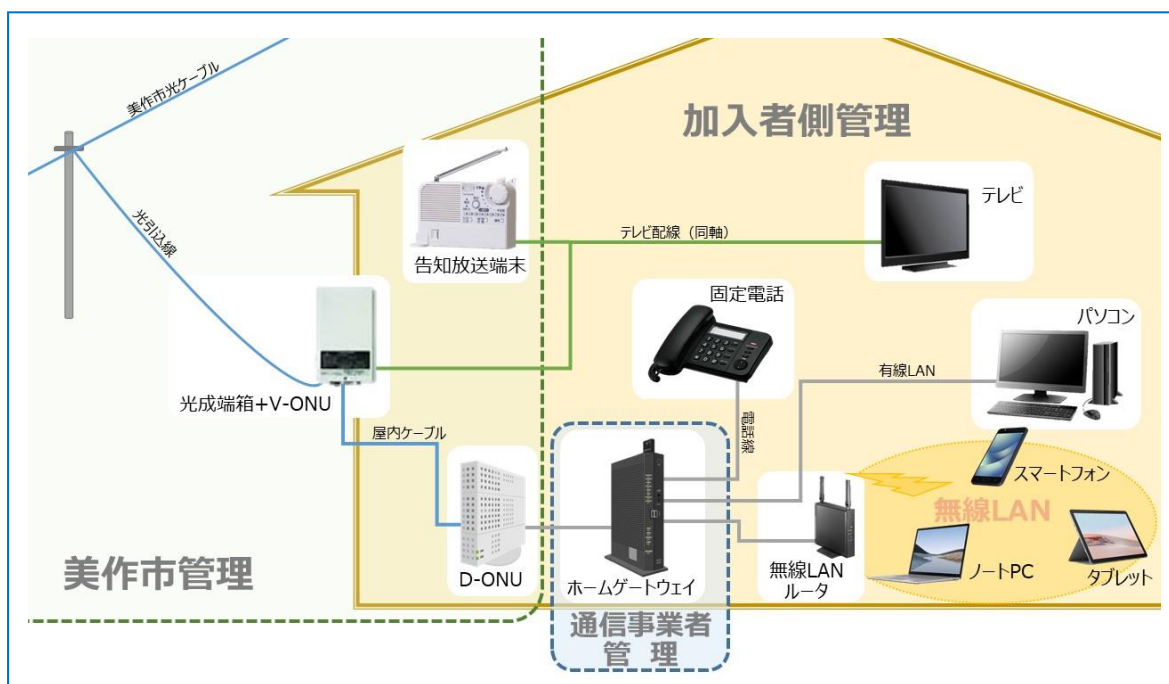 美作市光ケーブル
加入者側管理
光引込線
告知放送端末
テレビ配線（同軸）
テレビ
固定電話
パソコン
光成端箱+V-ONU
有線LAN
電話線
屋内ケーブル
スマートフォン
無線LAN
美作市管理
D-ONU
ホームゲートウェイ
無線LAN
ルータ
ノートPC
タブレット
通信事業者
管 理